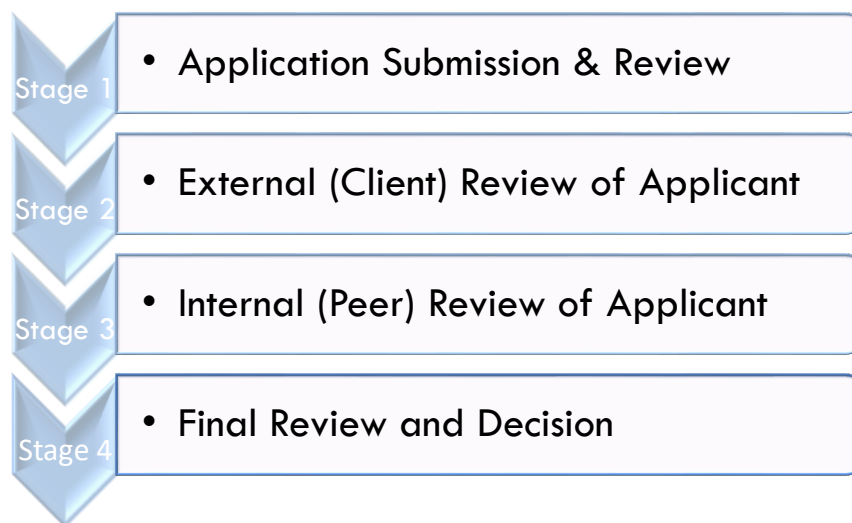 Stage 1
• Application Submission & Review
Stage 2
• External (Client) Review of Applicant
Stage 3
• Internal (Peer) Review of Applicant
Stage 4
• Final Review and Decision